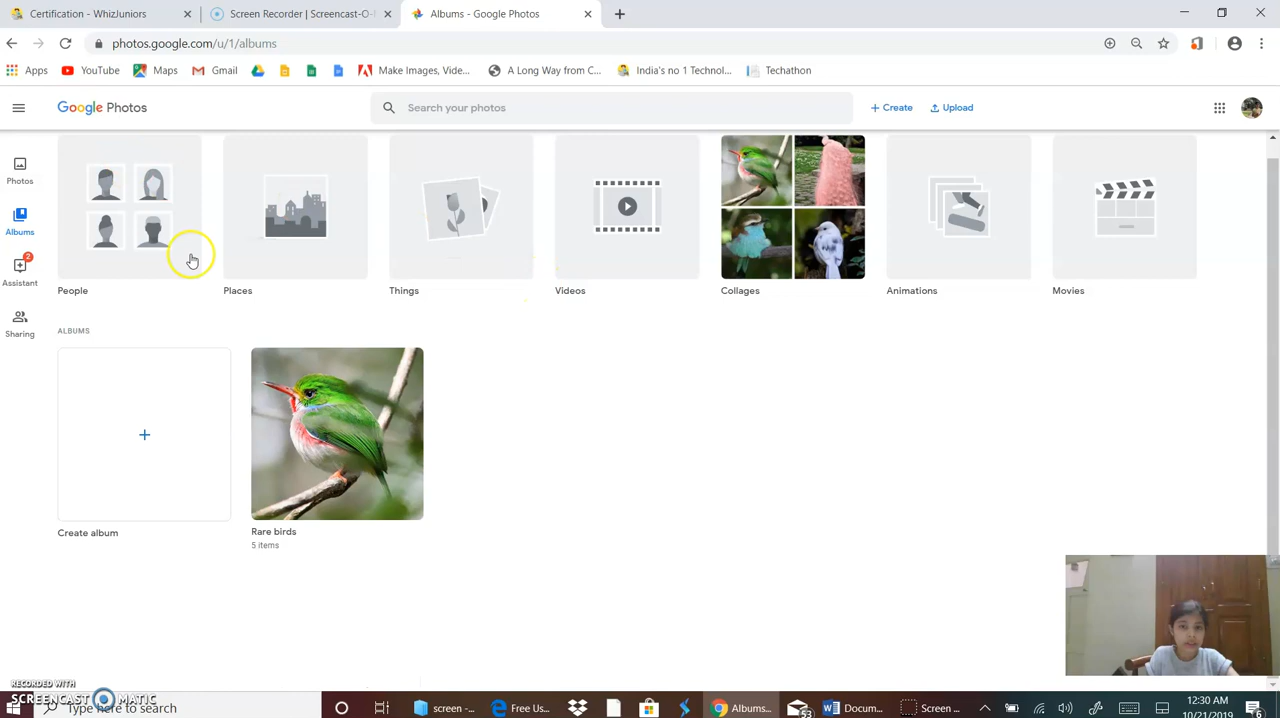 Certification - WhizJuniors
Screen Recorder | Screencast-O-
Albums - Google Photos
photos.google.com/u/1/albums
Apps
YouTube
Maps
Gmail
Make Images, Vide...
A Long Way from C...
India's no 1 Technol...
Techathon
Google Photos
Search your photos
Create
Upload
Photos
Albums
2
Assistant
Sharing
People
Places
Things
Videos
Collages
Animations
Movies
ALBUMS
Create album
Rare birds
5 items
RECORDED WITH
SCREENCAST MATIC
Type here to search
screen -...
Free Us...
Albums...
53
Docum...
Screen ...
12:30 AM
10/21/2019
6